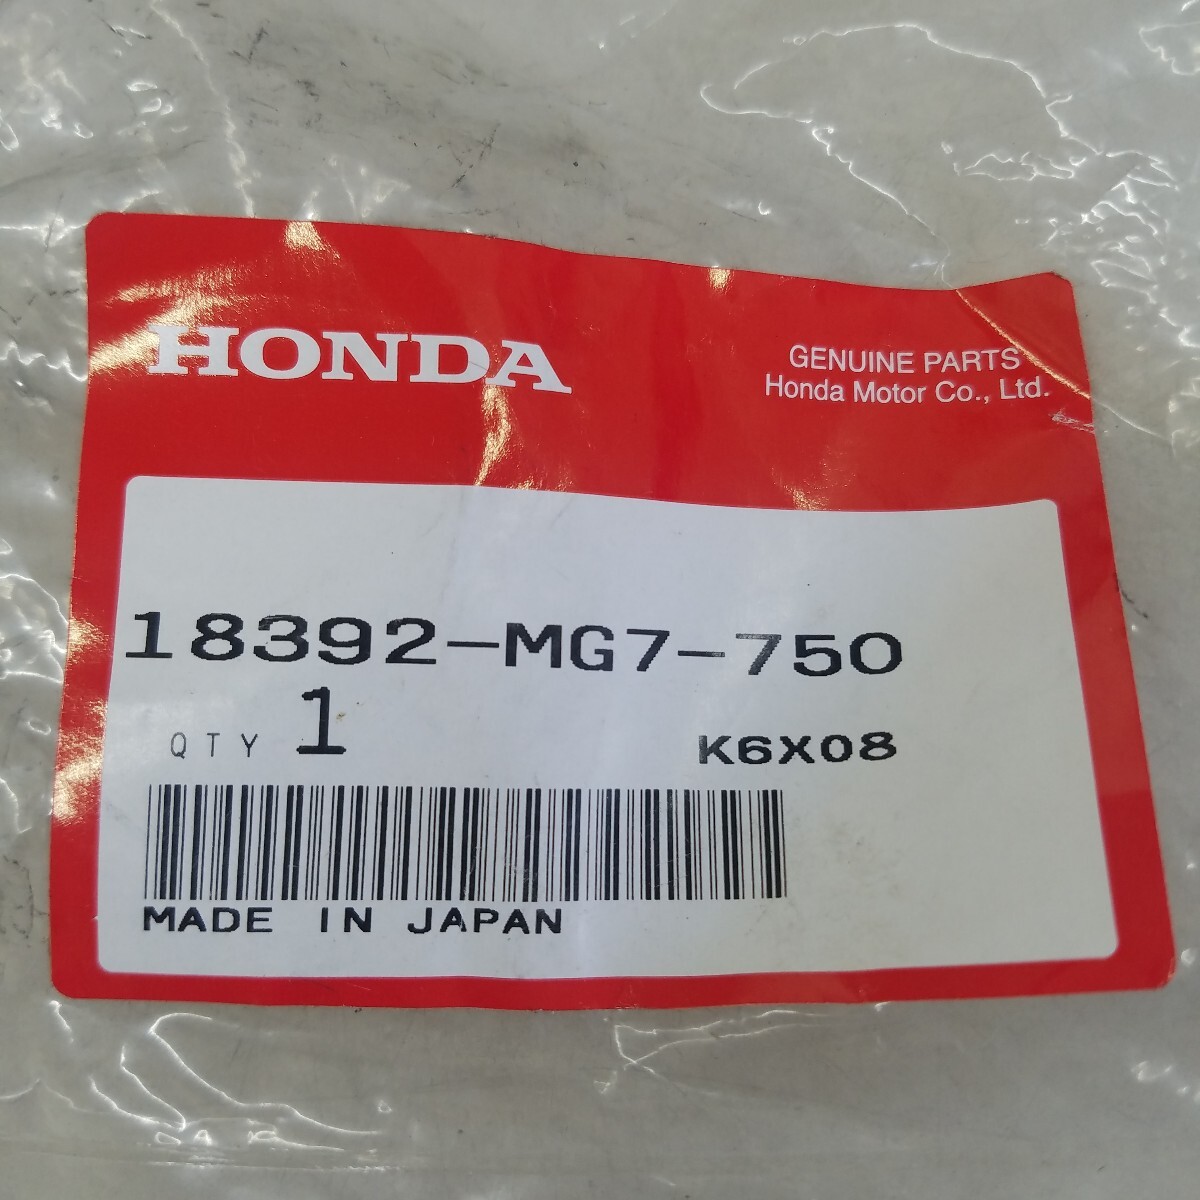 HONDA
GENUINE PARTS
Honda Motor Co., Ltd.
18392-MG7-750
QTY 1
K6X08
MADE IN JAPAN